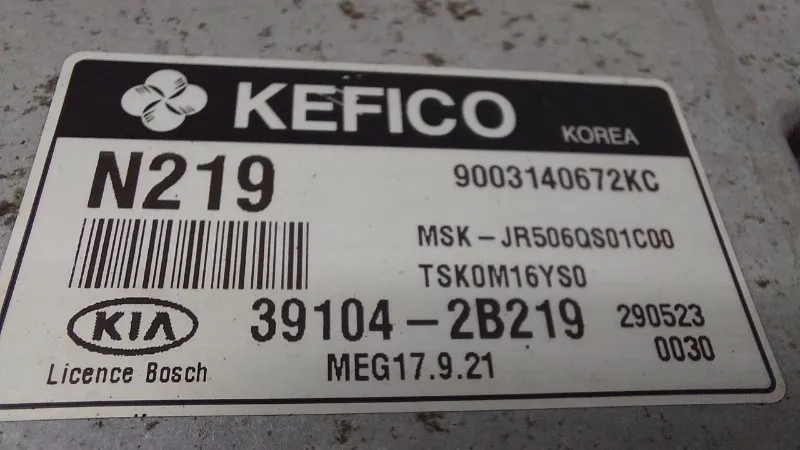 KEFICO KOREA
N219 9003140672KC
MSK-JR506QS01C00
TSK0M16YS0
KIA 39104-2B219 290523
0030
Licence Bosch MEG17.9.21